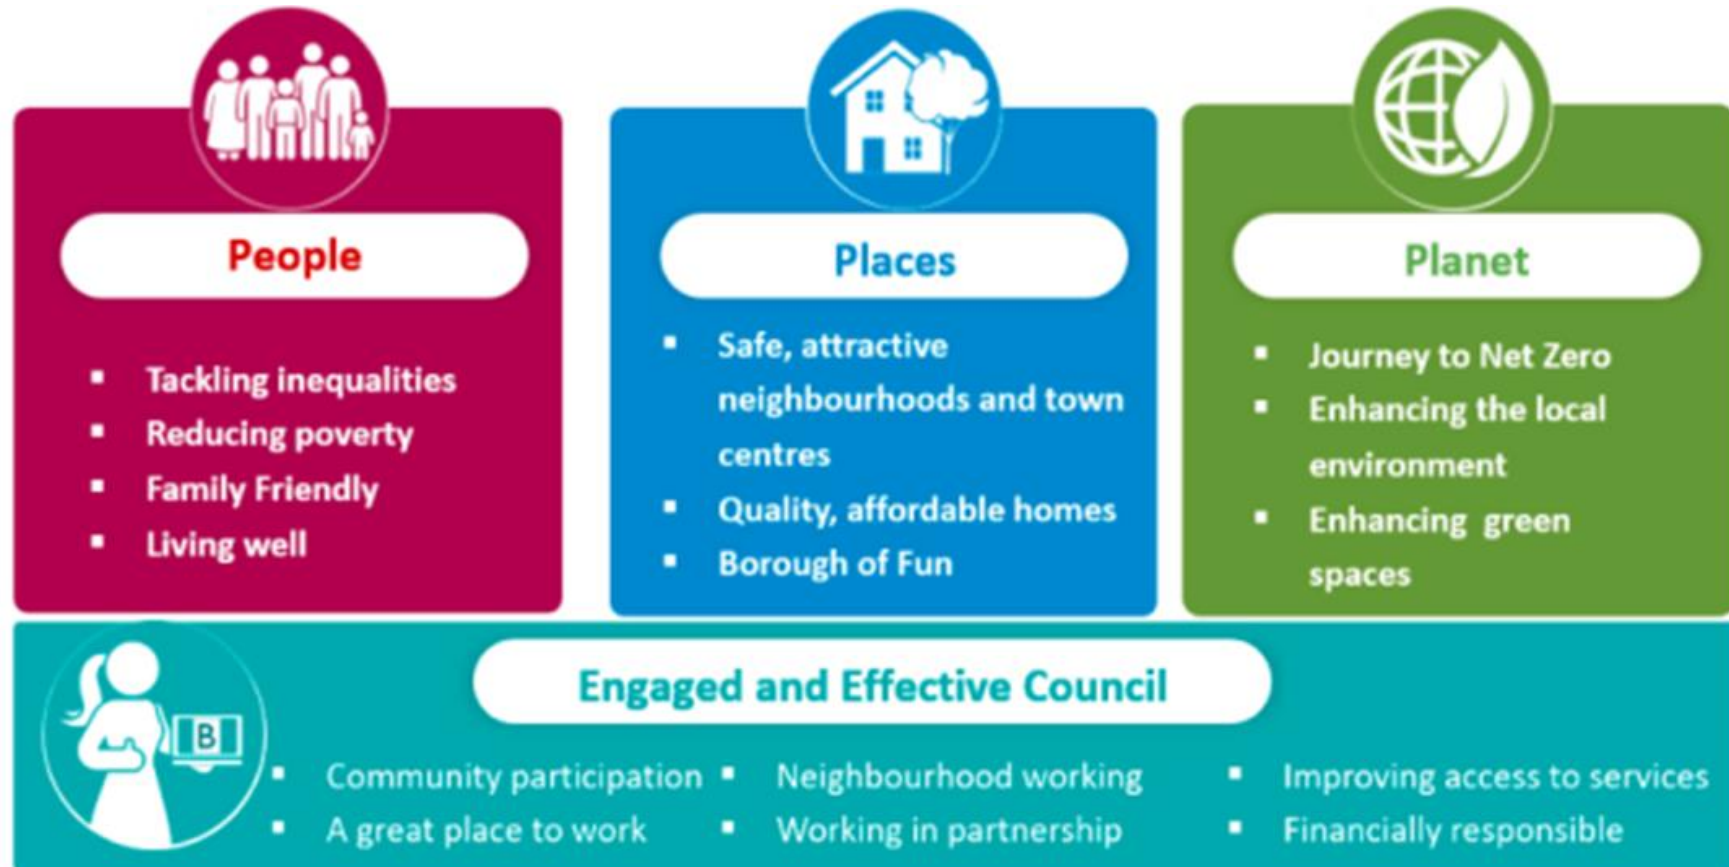 People
▪ Tackling inequalities
▪ Reducing poverty
▪ Family Friendly
▪ Living well
Places
▪ Safe, attractive
neighbourhoods and town
centres
▪ Quality, affordable homes
▪ Borough of Fun
Planet
▪ Journey to Net Zero
▪ Enhancing the local
environment
▪ Enhancing green
spaces
Engaged and Effective Council
B
▪ Community participation ▪ Neighbourhood working ▪ Improving access to services
▪ A great place to work ▪ Working in partnership ▪ Financially responsible